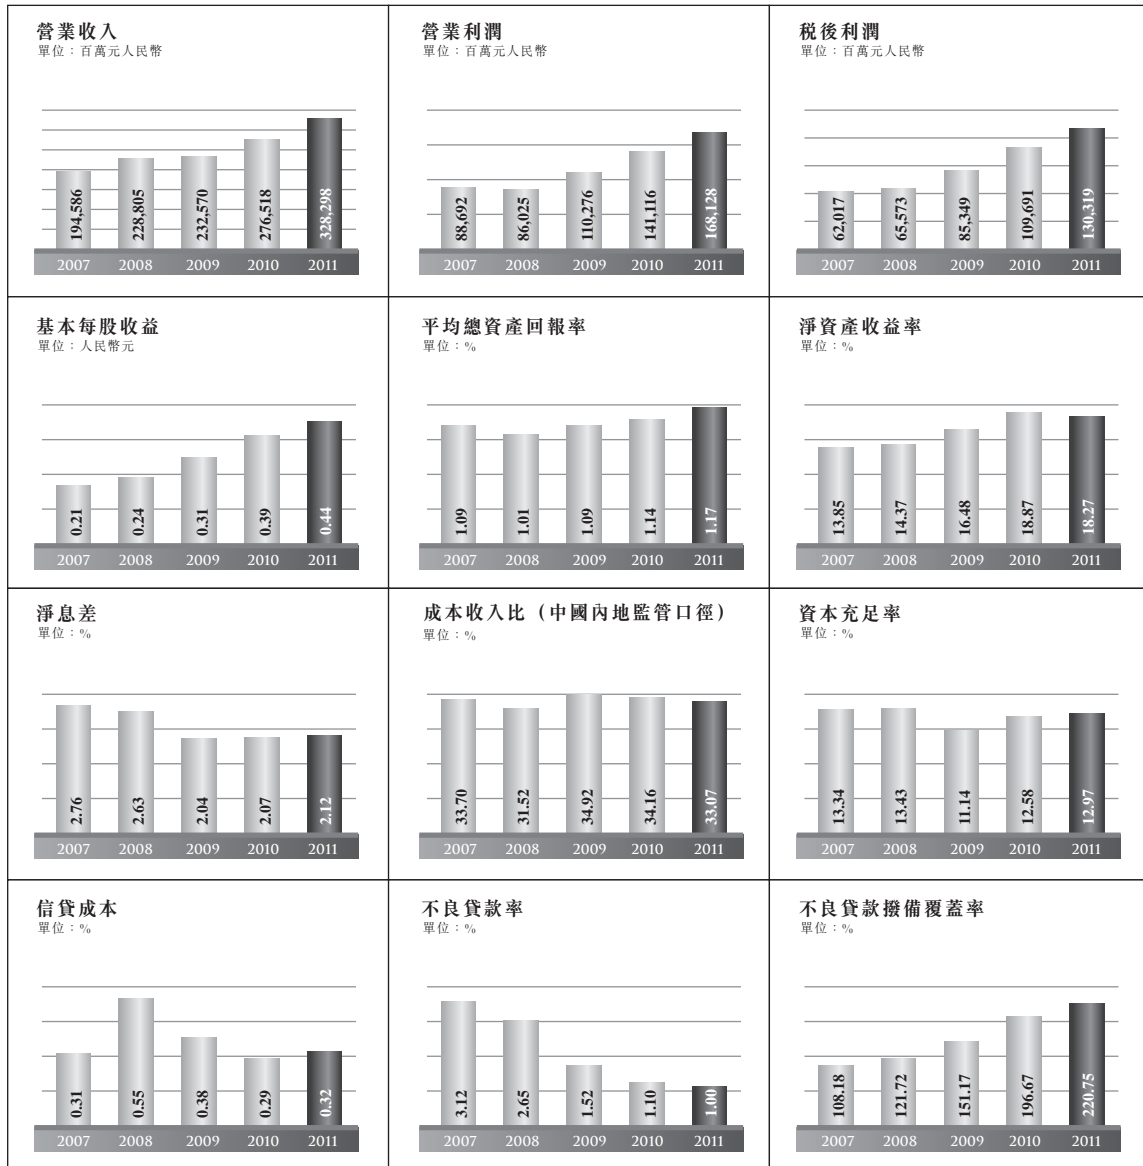 營業收入
單位：百萬元人民幣
194,586
228,805
232,570
276,518
328,298
2007 2008 2009 2010 2011
營業利潤
單位：百萬元人民幣
88,692
86,025
110,276
141,116
168,128
2007 2008 2009 2010 2011
税後利潤
單位：百萬元人民幣
62,017
65,573
85,349
109,691
130,319
2007 2008 2009 2010 2011
基本每股收益
單位：人民幣元
0.21
0.24
0.31
0.39
0.44
2007 2008 2009 2010 2011
平均總資產回報率
單位：%
1.09
1.01
1.09
1.14
1.17
2007 2008 2009 2010 2011
淨資產收益率
單位：%
13.85
14.37
16.48
18.87
18.27
2007 2008 2009 2010 2011
淨息差
單位：%
2.76
2.63
2.04
2.07
2.12
2007 2008 2009 2010 2011
成本收入比（中國內地監管口徑）
單位：%
33.70
31.52
34.92
34.16
33.07
2007 2008 2009 2010 2011
資本充足率
單位：%
13.34
13.43
11.14
12.58
12.97
2007 2008 2009 2010 2011
信貸成本
單位：%
0.31
0.55
0.38
0.29
0.32
2007 2008 2009 2010 2011
不良貸款率
單位：%
3.12
2.65
1.52
1.10
1.00
2007 2008 2009 2010 2011
不良貸款撥備覆蓋率
單位：%
108.18
121.72
151.17
196.67
220.75
2007 2008 2009 2010 2011